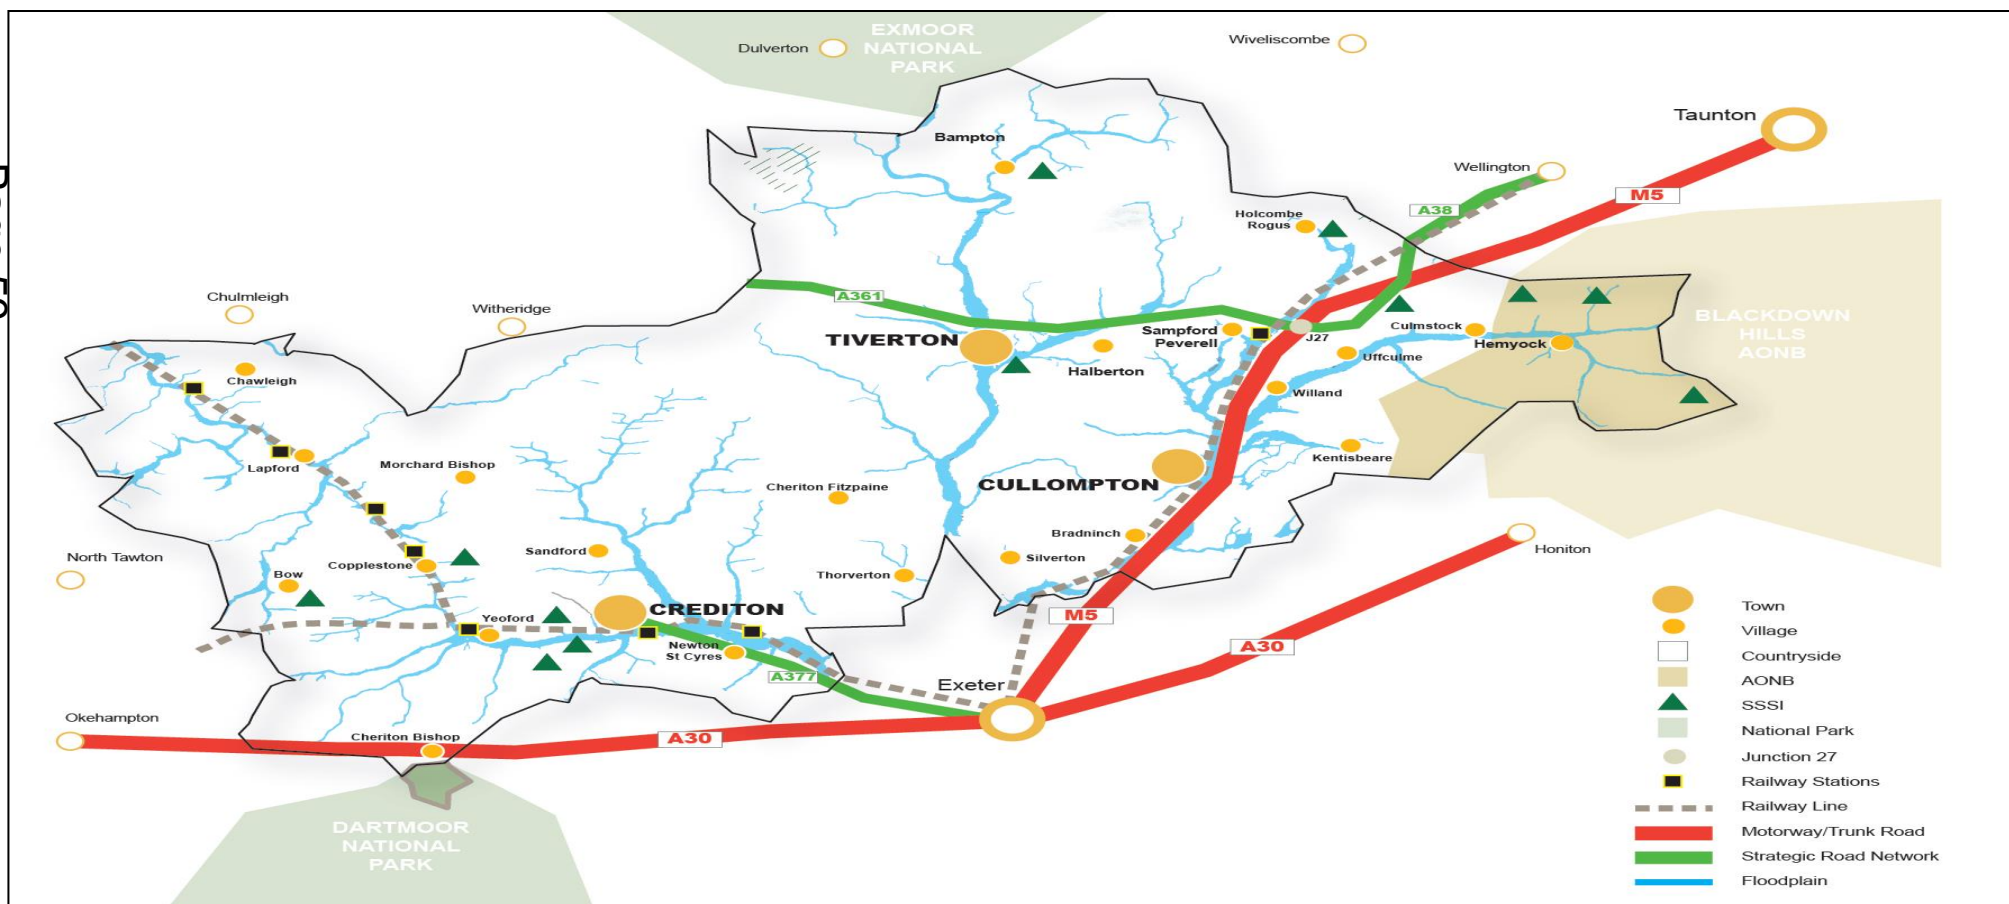 EXMOOR
NATIONAL
PARK
Dulverton
Wiveliscombe
Taunton
Bampton
Wellington
M5
A38
Holcombe
Rogus
Chulmleigh
Witheridge
A361
TIVERTON
Sampford
Peverell
J27
Culmstock
Hemyock
BLACKDOWN
HILLS
AONB
Halberton
Uffculme
Chawleigh
Willand
Lapford
Morchard Bishop
Kentisbeare
Cheriton Fitzpaine
CULLOMPTON
Bradninch
Honiton
North Tawton
Bow
Copplestone
Sandford
Thorverton
Silverton
Yeoford
CREDITON
Newton
St Cyres
M5
A377
Exeter
A30
Okehampton
Cheriton Bishop
A30
DARTMOOR
NATIONAL
PARK
Town
Village
Countryside
AONB
SSSI
National Park
Junction 27
Railway Stations
Railway Line
Motorway/Trunk Road
Strategic Road Network
Floodplain